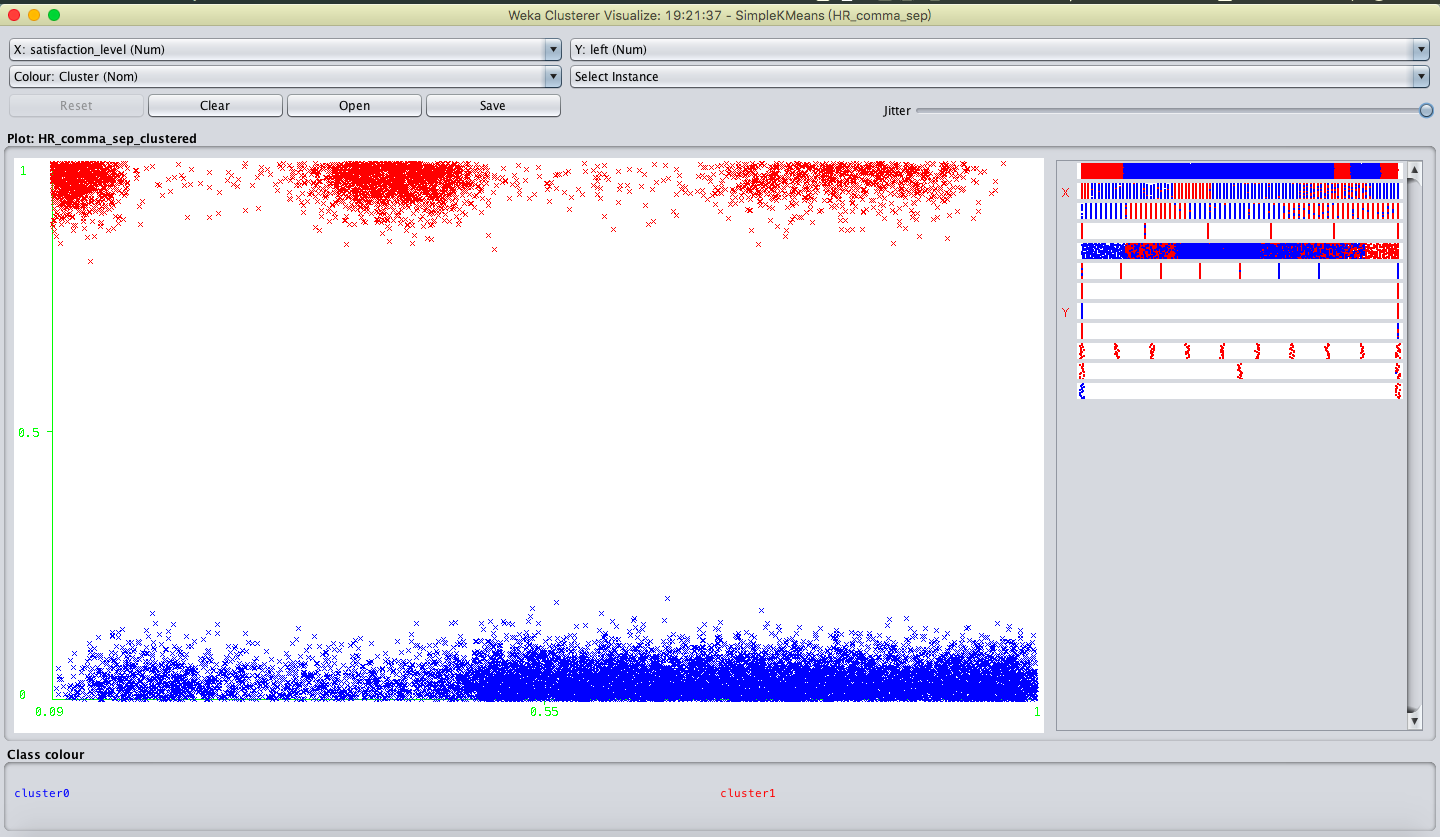 Weka Clusterer Visualize: 19:21:37 - SimpleKMeans (HR_comma_sep)
X: satisfaction_level (Num) Y: left (Num)
Colour: Cluster (Nom) Select Instance
Reset Clear Open Save Jitter
Plot: HR_comma_sep_clustered
1
X
Y
0.5
0
0.09 0.55 1
Class colour
cluster0 cluster1